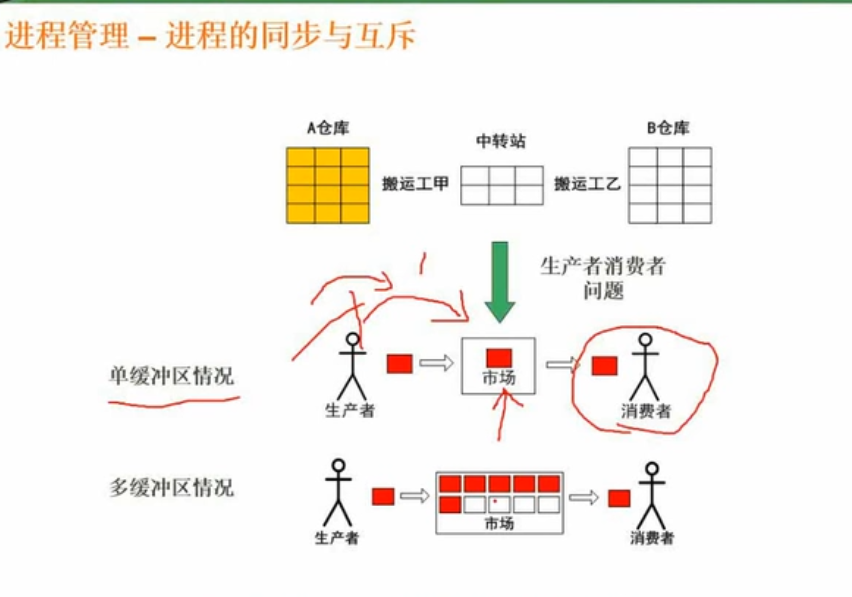 进程管理 – 进程的同步与互斥
A仓库
中转站
B仓库
搬运工甲
搬运工乙
生产者消费者
问题
单缓冲区情况
市场
生产者
消费者
多缓冲区情况
市场
生产者
消费者